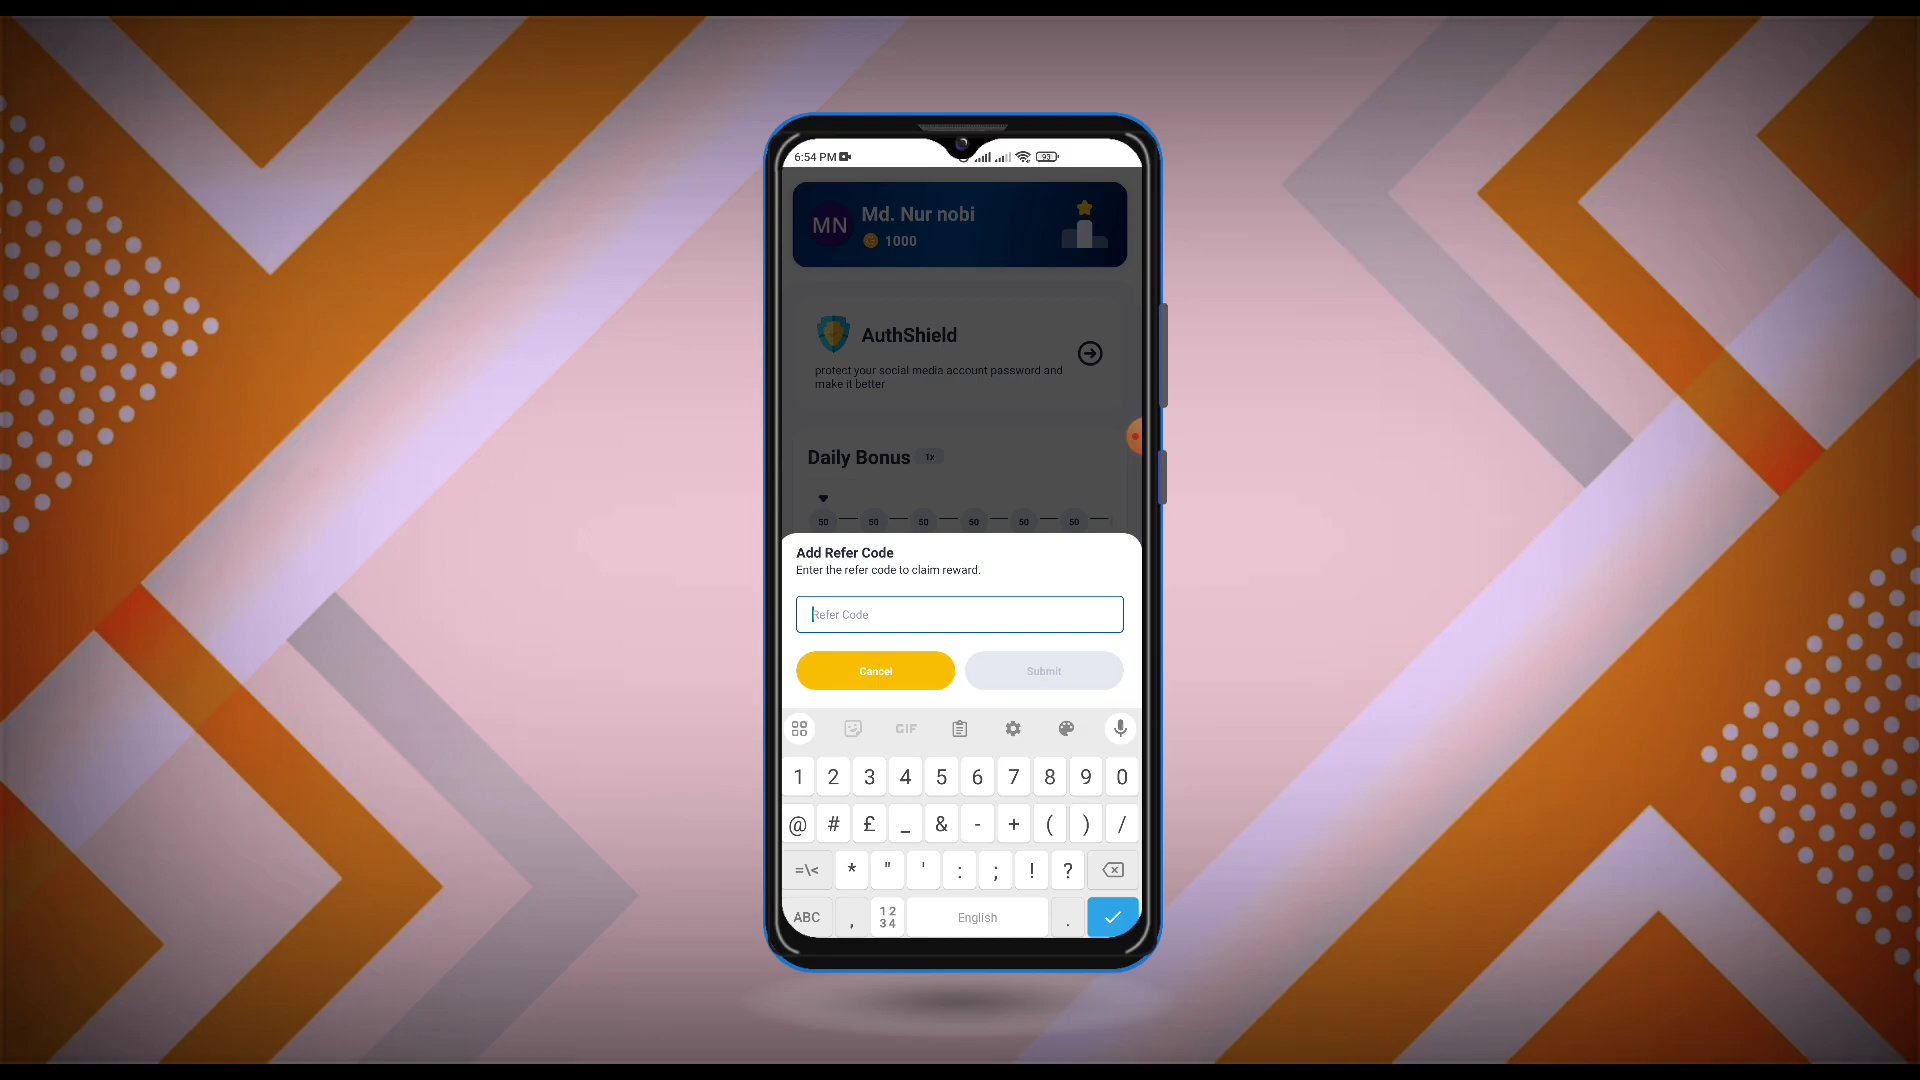 6:54 PM
93
MN
Md. Nur nobi
1000
AuthShield
protect your social media account password and
make it better
Daily Bonus 1x
50 50 50 50 50 50
Add Refer Code
Enter the refer code to claim reward.
Refer Code
Cancel Submit
GIF
1 2 3 4 5 6 7 8 9 0
@ # £ _ & - + ( ) /
=\< * " ' : ; ! ?
ABC , 12 34 English .